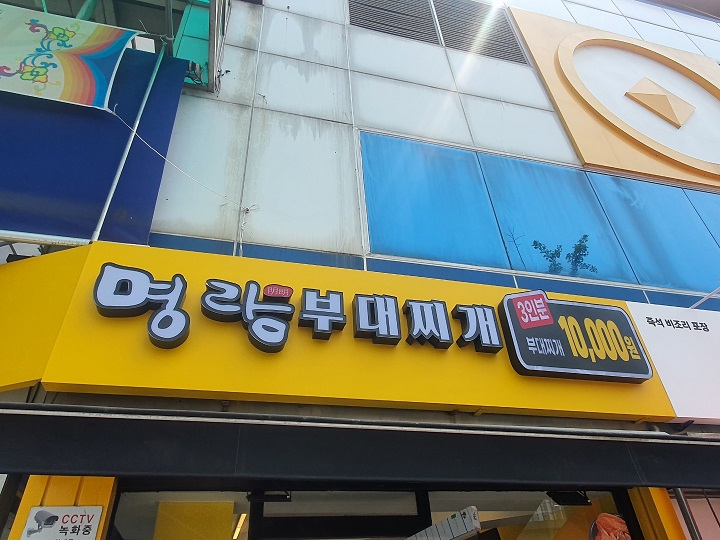 명랑부대찌개
3인분
부대찌개 10,000원
즉석 비조리 포장
CCTV
녹화중